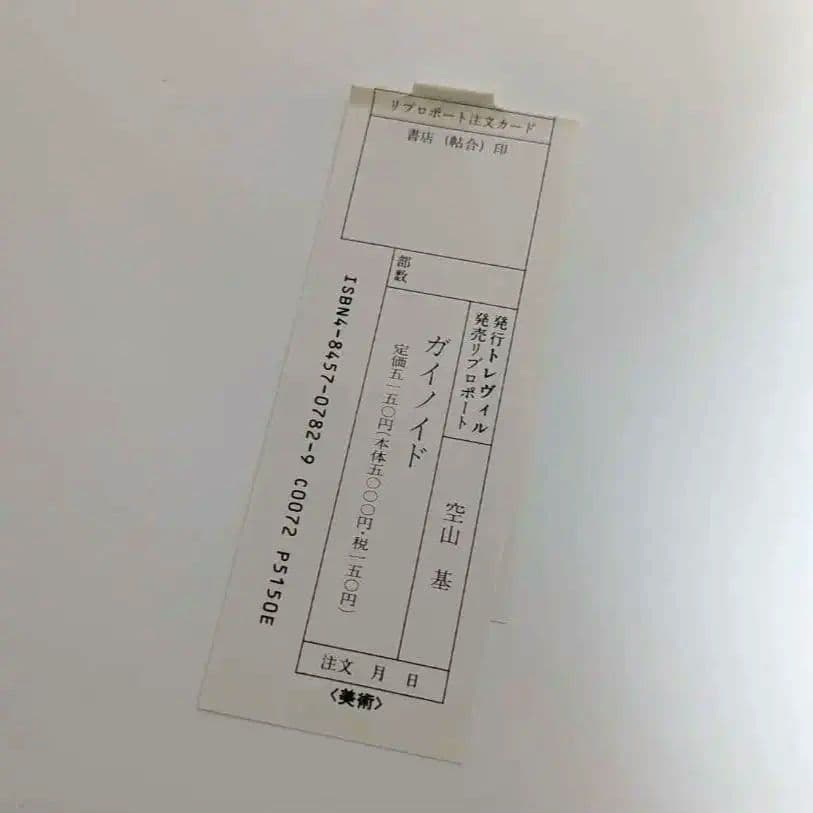 リブロポート注文カード
書店（帖合）印
部数
発行トレヴィル
発売リブロポート
空山 基
ガイノイド
定価五一五〇円（本体五〇〇〇円・税一五〇円）
注文 月 日
〈美術〉
ISBN4-8457-0782-9 C0072 P5150E